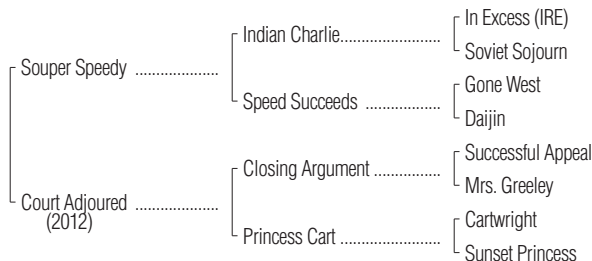 In Excess (IRE)
Indian Charlie........................
Soviet Sojourn
Souper Speedy ....................
Gone West
Speed Succeeds ..................
Daijin
Successful Appeal
Closing Argument ................
Mrs. Greeley
Court Adjoured ....................
(2012)
Cartwright
Princess Cart ........................
Sunset Princess